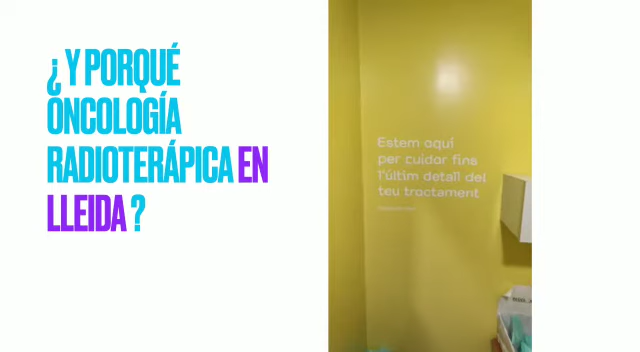 ¿ Y PORQUÉ
ONCOLOGÍA
RADIOTERÁPICA EN
LLEIDA ?
Estem aquí
per cuidar fins
l'últim detall del
teu tractament